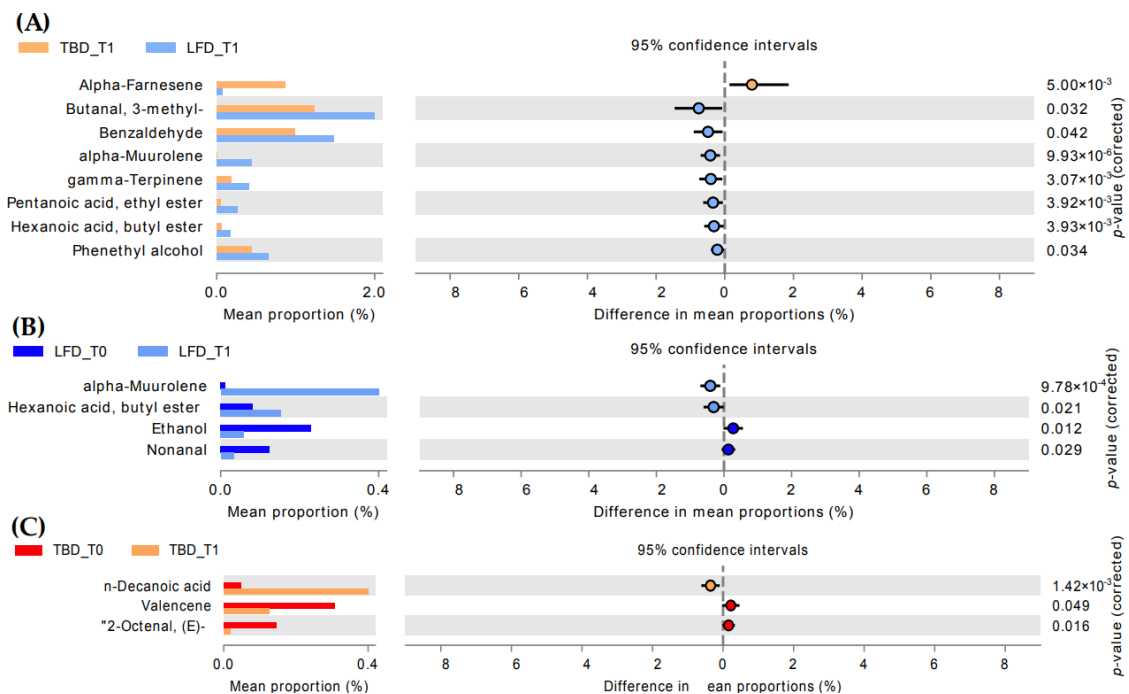 (A)
TBD_T1 LFD_T1
95% confidence intervals
Alpha-Farnesene 5.00×10⁻³
Butanal, 3-methyl- 0.032
Benzaldehyde 0.042
alpha-Muurolene 9.93×10⁻⁶
gamma-Terpinene 3.07×10⁻³
Pentanoic acid, ethyl ester 3.92×10⁻³
Hexanoic acid, butyl ester 3.93×10⁻³
Phenethyl alcohol 0.034
p-value (corrected)
0.0 2.0 8 6 4 2 0 2 4 6 8
Mean proportion (%) Difference in mean proportions (%)
(B)
LFD_T0 LFD_T1
95% confidence intervals
alpha-Muurolene 9.78×10⁻⁴
Hexanoic acid, butyl ester 0.021
Ethanol 0.012
Nonanal 0.029
p-value (corrected)
0.0 0.4 8 6 4 2 0 2 4 6 8
Mean proportion (%) Difference in mean proportions (%)
(C)
TBD_T0 TBD_T1
95% confidence intervals
n-Decanoic acid 1.42×10⁻³
Valencene 0.049
"2-Octenal, (E)- 0.016
p-value (corrected)
0.0 0.4 8 6 4 2 0 2 4 6 8
Mean proportion (%) Difference in ean proportions (%)